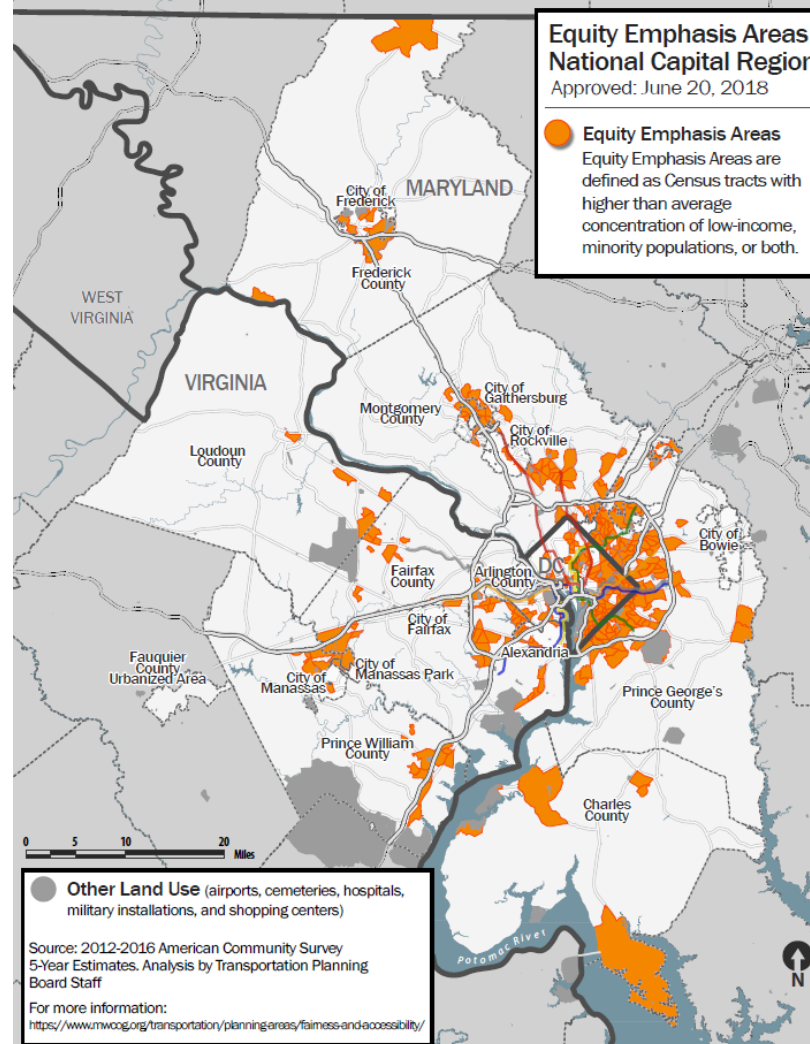 Equity Emphasis Areas
National Capital Region
Approved: June 20, 2018
Equity Emphasis Areas
Equity Emphasis Areas are
defined as Census tracts with
higher than average
concentration of low-income,
minority populations, or both.
MARYLAND
City of
Frederick
Frederick
County
WEST
VIRGINIA
VIRGINIA
City of
Gaithersburg
Montgomery
County
City of
Rockville
Loudoun
County
City of
Bowie
DC
Fairfax
County
Arlington
County
City of
Fairfax
Alexandria
Fauquier
County
Urbanized Area
City of
Manassas
City of
Manassas Park
Prince George's
County
Prince William
County
Charles
County
0 5 10 20
Miles
Other Land Use (airports, cemeteries, hospitals,
military installations, and shopping centers)
Source: 2012-2016 American Community Survey
5-Year Estimates. Analysis by Transportation Planning
Board Staff
For more information:
https://www.mwcog.org/transportation/planning-areas/fairness-and-accessibility/
Potomac River
N